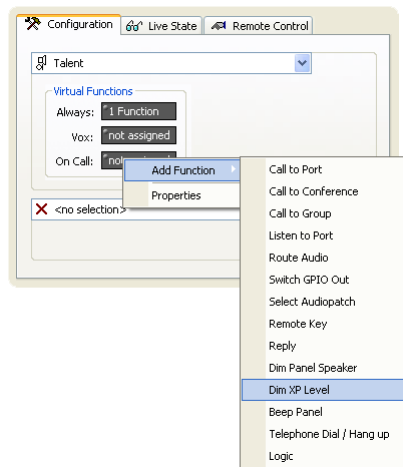 Configuration Live State Remote Control
Talent
Virtual Functions
Always: 1 Function
Vox: not assigned
On Call:
Add Function
Properties
<no selection>
Call to Port
Call to Conference
Call to Group
Listen to Port
Route Audio
Switch GPIO Out
Select Audiopatch
Remote Key
Reply
Dim Panel Speaker
Dim XP Level
Beep Panel
Telephone Dial / Hang up
Logic